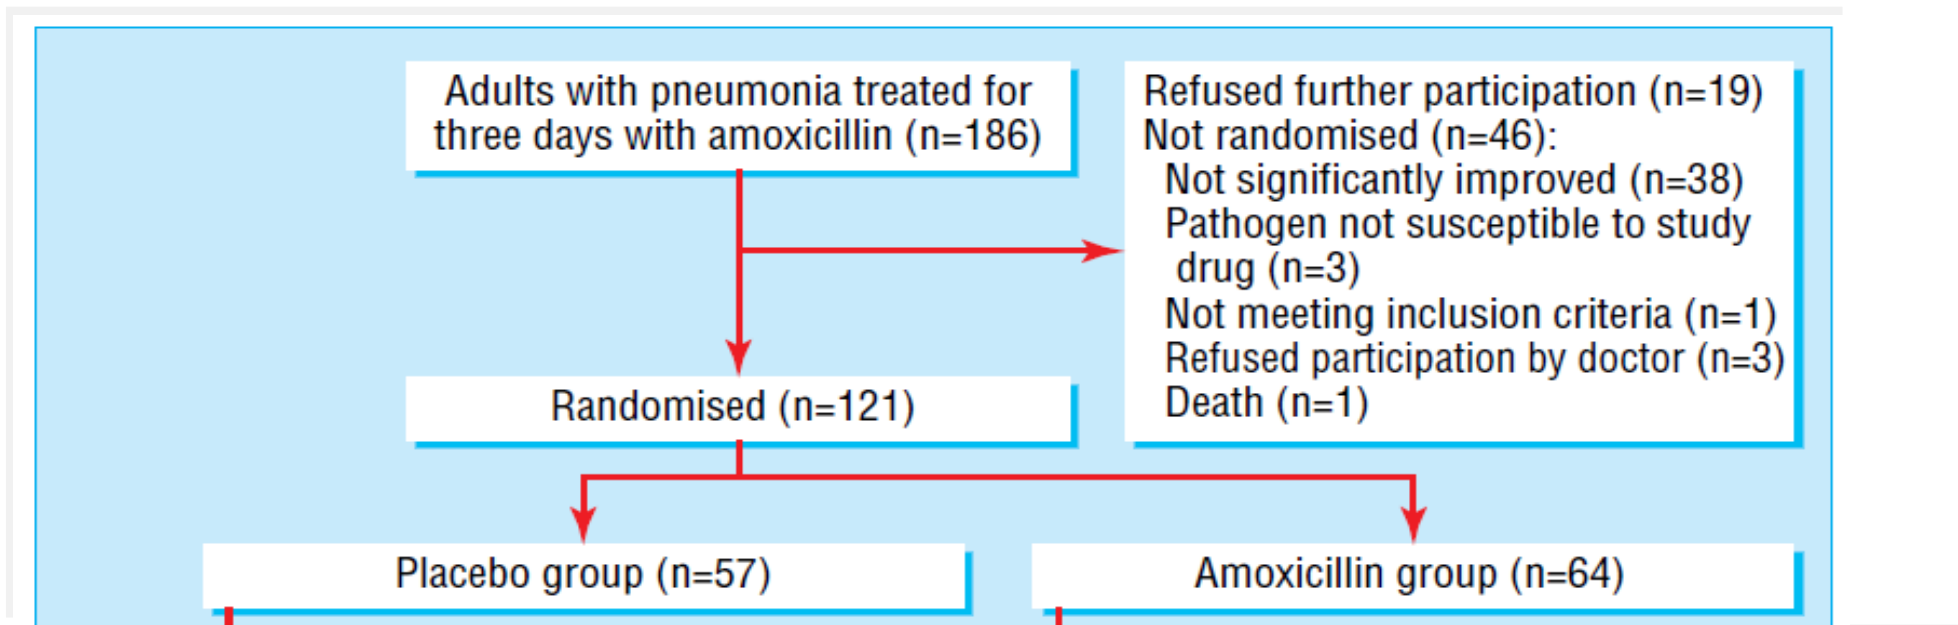 Adults with pneumonia treated for
three days with amoxicillin (n=186)
Refused further participation (n=19)
Not randomised (n=46):
Not significantly improved (n=38)
Pathogen not susceptible to study
drug (n=3)
Not meeting inclusion criteria (n=1)
Refused participation by doctor (n=3)
Death (n=1)
Randomised (n=121)
Placebo group (n=57)
Amoxicillin group (n=64)